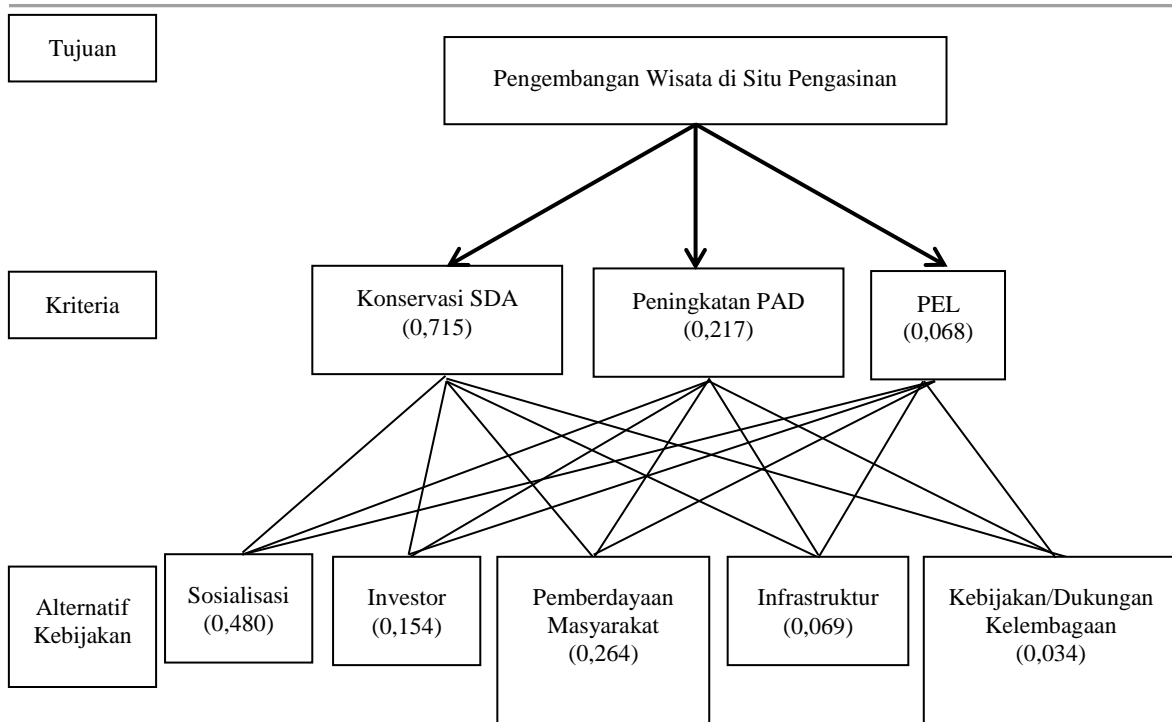 Tujuan
Pengembangan Wisata di Situ Pengasinan
Kriteria
Konservasi SDA
(0,715)
Peningkatan PAD
(0,217)
PEL
(0,068)
Alternatif
Kebijakan
Sosialisasi
(0,480)
Investor
(0,154)
Pemberdayaan
Masyarakat
(0,264)
Infrastruktur
(0,069)
Kebijakan/Dukungan
Kelembagaan
(0,034)